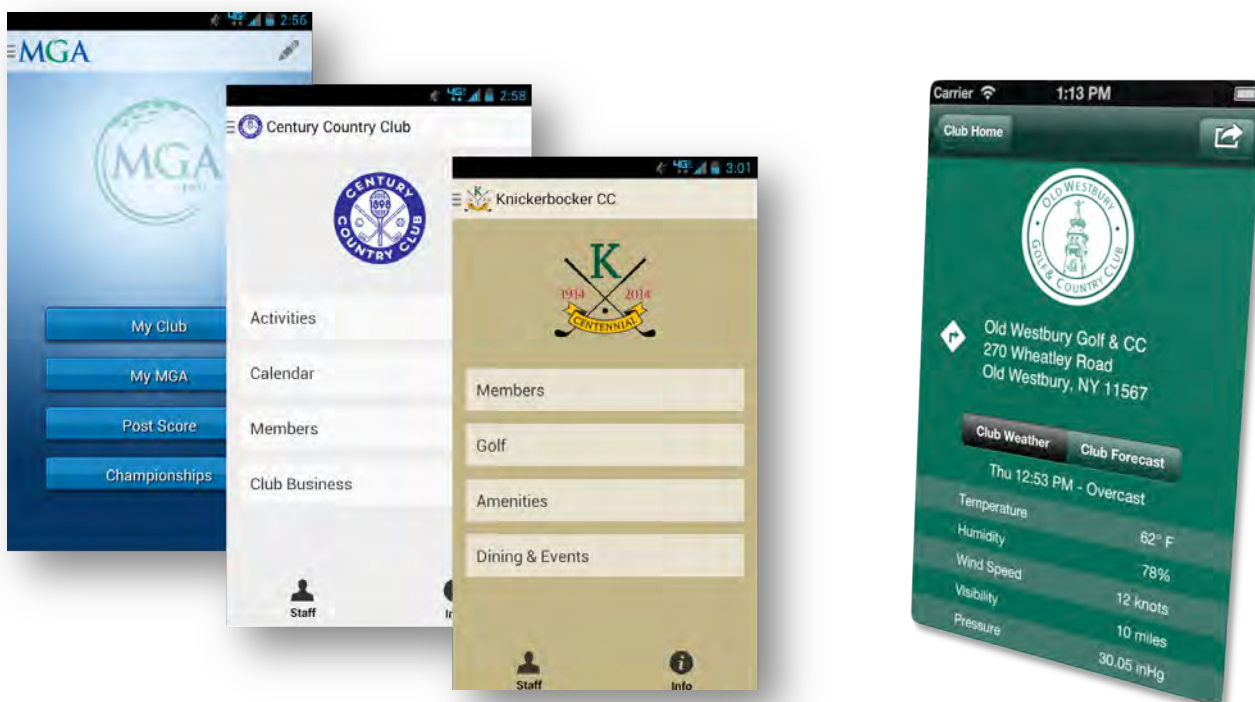 4G 2:56
MGA
MGA
My Club
My MGA
Post Score
Championships
4G 2:58
Century Country Club
CENTURY
1898
COUNTRY CLUB
Activities
Calendar
Members
Club Business
Staff
4G 3:01
K
Knickerbocker CC
K
1914 2014
CENTENNIAL
Members
Golf
Amenities
Dining & Events
Staff
Info
Carrier 1:13 PM
Club Home
OLD WESTBURY
GOLF & COUNTRY CLUB
Old Westbury Golf & CC
270 Wheatley Road
Old Westbury, NY 11567
Club Weather Club Forecast
Thu 12:53 PM - Overcast
Temperature 62° F
Humidity 78%
Wind Speed 12 knots
Visibility 10 miles
Pressure 30.05 inHg